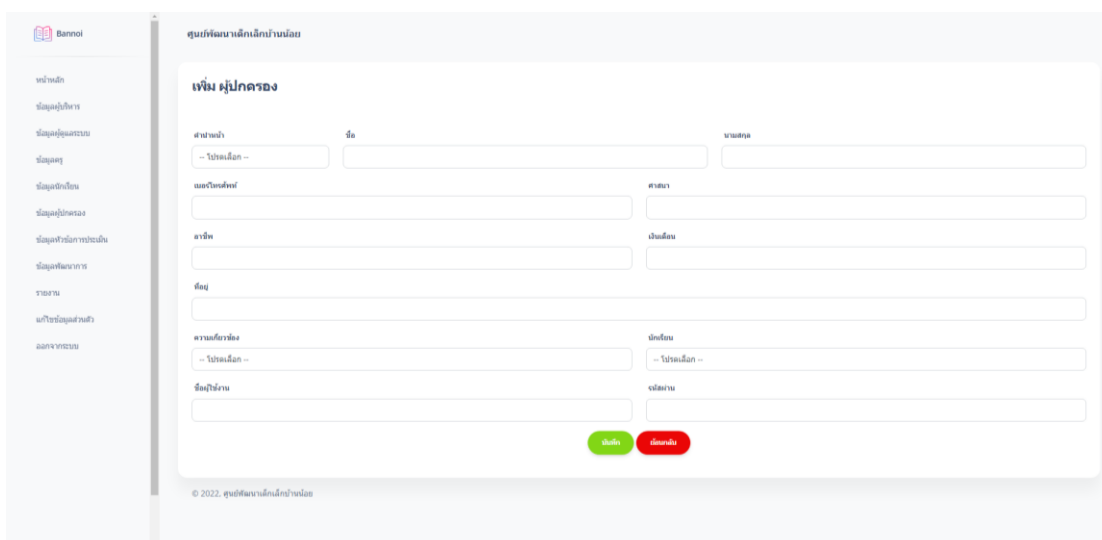 Bannoi
ศูนย์พัฒนาเด็กเล็กบ้านน้อย
หน้าหลัก
ข้อมูลผู้บริหาร
ข้อมูลผู้ดูแลระบบ
ข้อมูลครู
ข้อมูลนักเรียน
ข้อมูลผู้ปกครอง
ข้อมูลหัวข้อการประเมิน
ข้อมูลพัฒนาการ
รายงาน
แก้ไขข้อมูลส่วนตัว
ออกจากระบบ
เพิ่ม ผู้ปกครอง
คำนำหน้า ชื่อ นามสกุล
-- โปรดเลือก --
เบอร์โทรศัพท์ ศาสนา
อาชีพ เงินเดือน
ที่อยู่
ความเกี่ยวข้อง นักเรียน
-- โปรดเลือก -- -- โปรดเลือก --
ชื่อผู้ใช้งาน รหัสผ่าน
บันทึก ย้อนกลับ
© 2022, ศูนย์พัฒนาเด็กเล็กบ้านน้อย